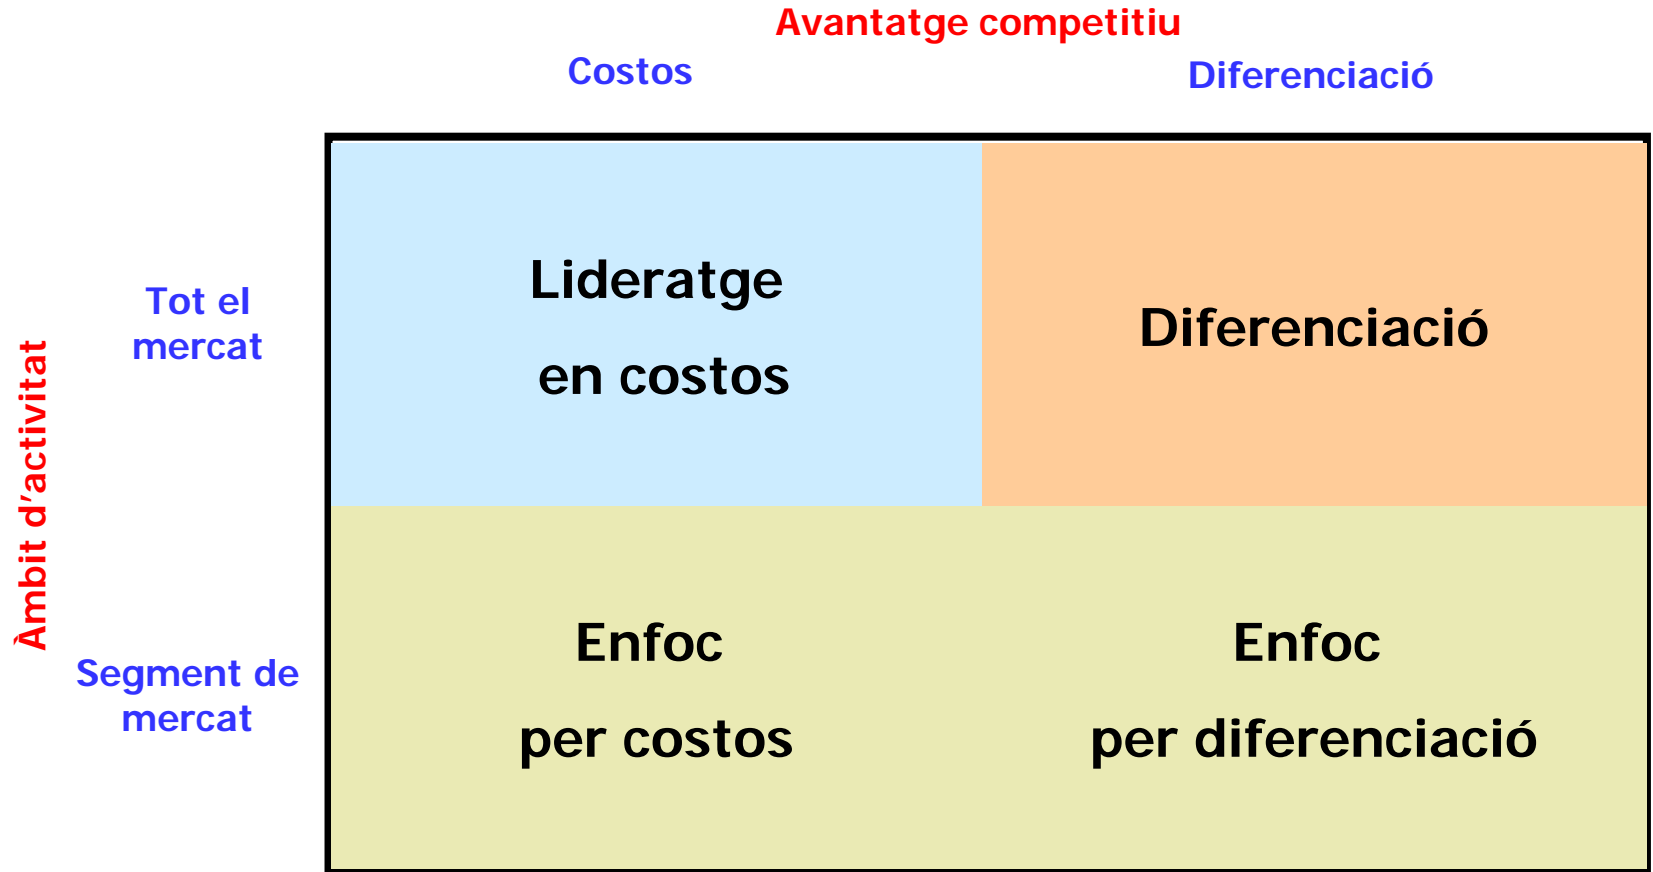 Avantatge competitiu
Costos
Diferenciació
Àmbit d’activitat
Tot el
mercat
Lideratge
en costos
Diferenciació
Segment de
mercat
Enfoc
per costos
Enfoc
per diferenciació